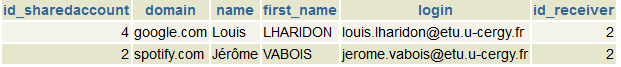 id_sharedaccount domain name first_name login id_receiver
4 google.com Louis LHARIDON louis.lharidon@etu.u-cergy.fr 2
2 spotify.com Jérôme VABOIS jerome.vabois@etu.u-cergy.fr 2